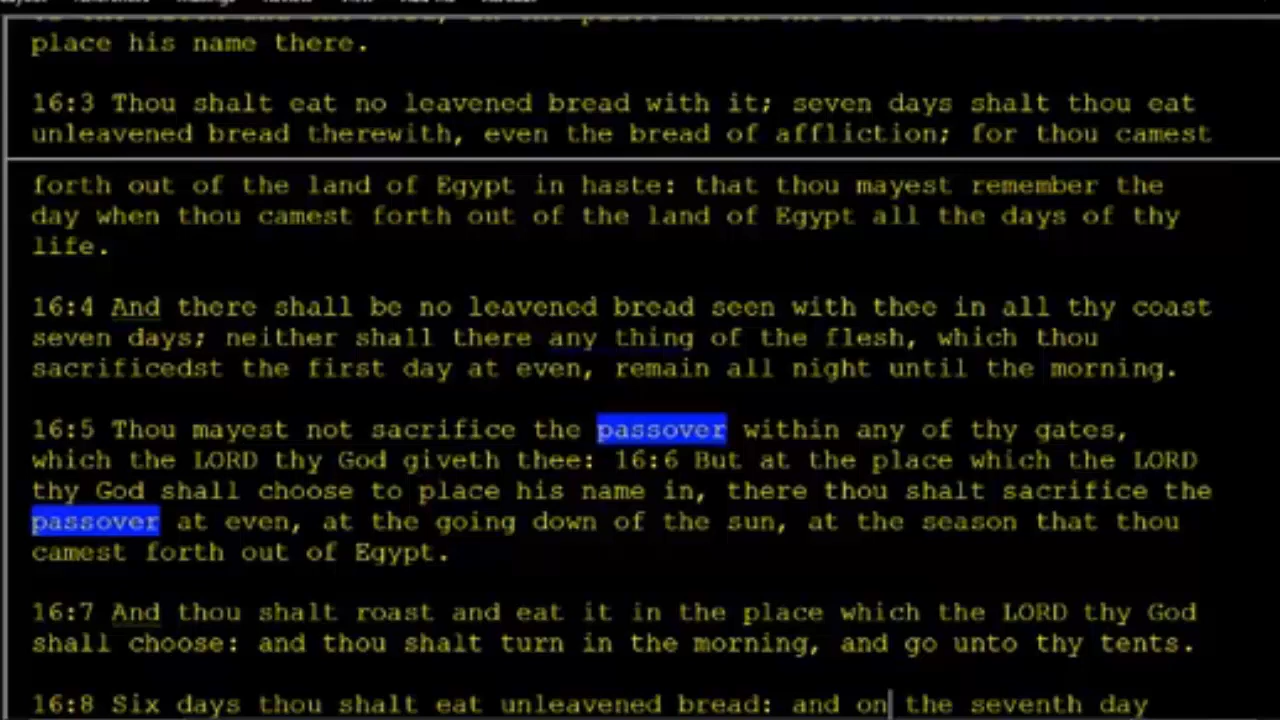 place his name there.
16:3 Thou shalt eat no leavened bread with it; seven days shalt thou eat
unleavened bread therewith, even the bread of affliction; for thou camest
forth out of the land of Egypt in haste: that thou mayest remember the
day when thou camest forth out of the land of Egypt all the days of thy
life.
16:4 And there shall be no leavened bread seen with thee in all thy coast
seven days; neither shall there any thing of the flesh, which thou
sacrificedst the first day at even, remain all night until the morning.
16:5 Thou mayest not sacrifice the passover within any of thy gates,
which the LORD thy God giveth thee: 16:6 But at the place which the LORD
thy God shall choose to place his name in, there thou shalt sacrifice the
passover at even, at the going down of the sun, at the season that thou
camest forth out of Egypt.
16:7 And thou shalt roast and eat it in the place which the LORD thy God
shall choose: and thou shalt turn in the morning, and go unto thy tents.
16:8 Six days thou shalt eat unleavened bread: and on the seventh day